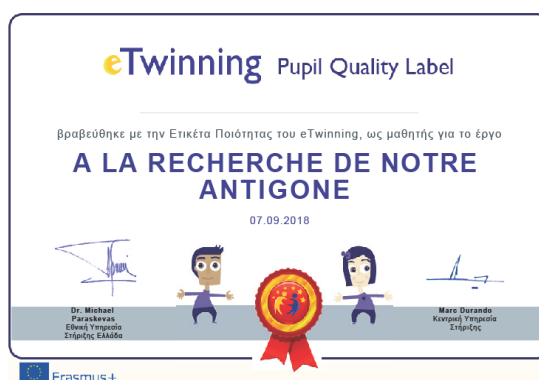 eTwinning Pupil Quality Label
βραβεύθηκε με την Ετικέτα Ποιότητας του eTwinning, ως μαθητής για το έργο
A LA RECHERCHE DE NOTRE
ANTIGONE
07.09.2018
Dr. Michael
Paraskevas
Εθνική Υπηρεσία
Στήριξης Ελλάδα
Marc Durando
Κεντρική Υπηρεσία
Στήριξης
Erasmus+